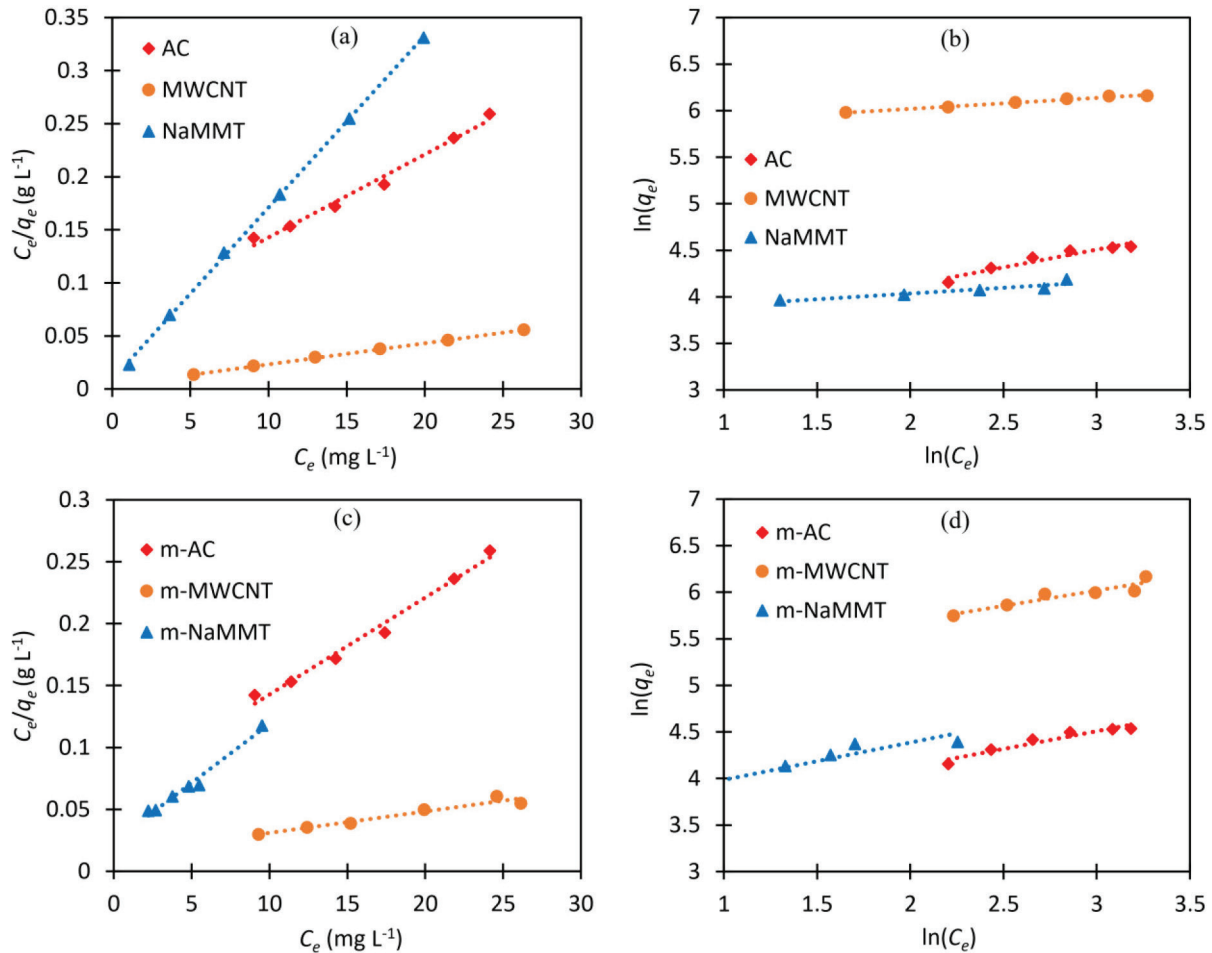 (a)
AC
MWCNT
NaMMT
0.35
0.3
0.25
0.2
0.15
0.1
0.05
0
0 5 10 15 20 25 30
Ce/qe (g L-1)
Ce (mg L-1)
(b)
AC
MWCNT
NaMMT
7
6.5
6
5.5
5
4.5
4
3.5
3
1 1.5 2 2.5 3 3.5
ln(qe)
ln(Ce)
(c)
m-AC
m-MWCNT
m-NaMMT
0.3
0.25
0.2
0.15
0.1
0.05
0
0 5 10 15 20 25 30
Ce/qe (g L-1)
Ce (mg L-1)
(d)
m-AC
m-MWCNT
m-NaMMT
7
6.5
6
5.5
5
4.5
4
3.5
3
1 1.5 2 2.5 3 3.5
ln(qe)
ln(Ce)